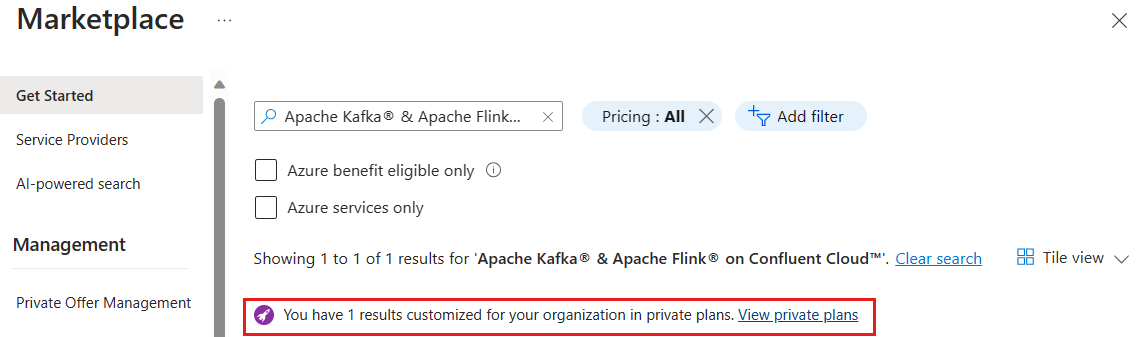 Marketplace ...
Get Started
Service Providers
AI-powered search
Management
Private Offer Management
Apache Kafka® & Apache Flink...
Pricing : All
Add filter
Azure benefit eligible only
Azure services only
Showing 1 to 1 of 1 results for 'Apache Kafka® & Apache Flink® on Confluent Cloud™'. Clear search
Tile view
You have 1 results customized for your organization in private plans. View private plans